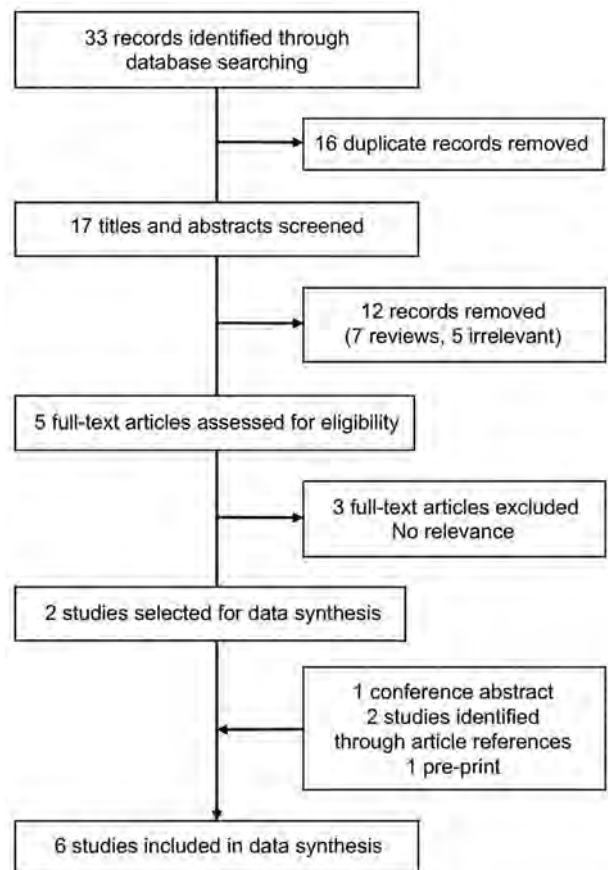 33 records identified through
database searching
16 duplicate records removed
17 titles and abstracts screened
12 records removed
(7 reviews, 5 irrelevant)
5 full-text articles assessed for eligibility
3 full-text articles excluded
No relevance
2 studies selected for data synthesis
1 conference abstract
2 studies identified
through article references
1 pre-print
6 studies included in data synthesis